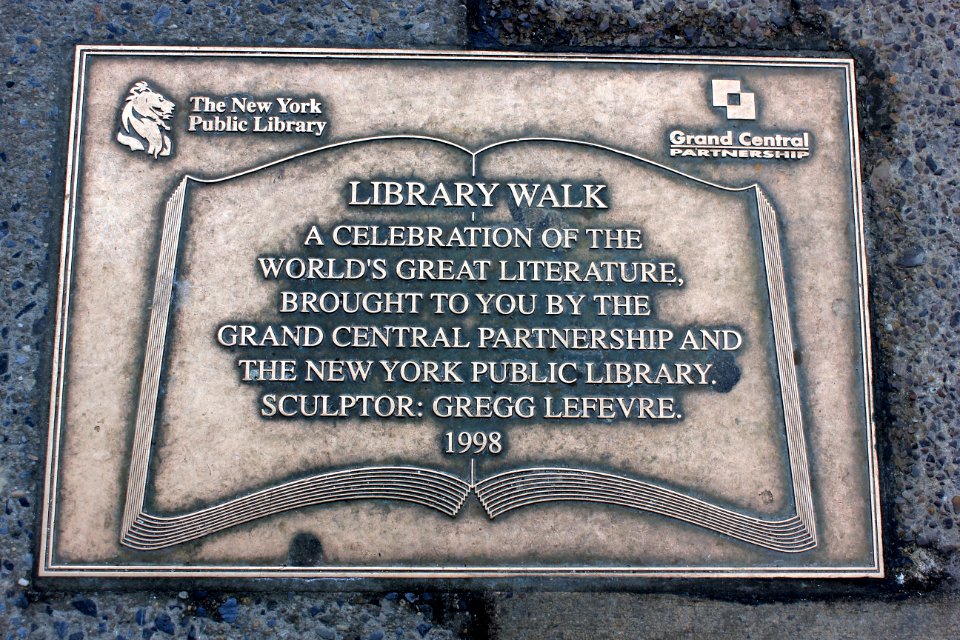 The New York
Public Library
Grand Central
PARTNERSHIP
LIBRARY WALK
A CELEBRATION OF THE
WORLD'S GREAT LITERATURE,
BROUGHT TO YOU BY THE
GRAND CENTRAL PARTNERSHIP AND
THE NEW YORK PUBLIC LIBRARY.
SCULPTOR: GREGG LEFEVRE.
1998